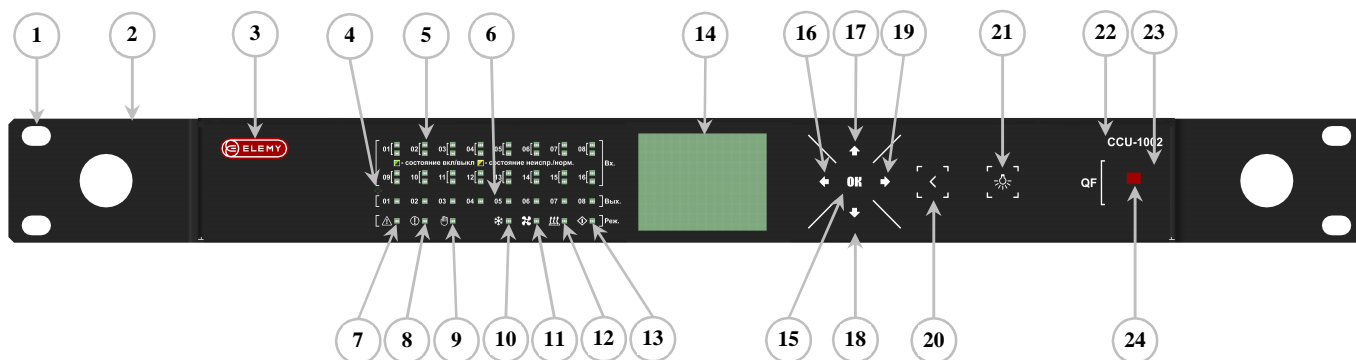 1 2 3 4 5 6 14 16 17 19 21 22 23
ELEMY
CCU-1002
01 02 03 04 05 06 07 08 Вх.
- состояние вкл/выкл - состояние неиспр./норм.
09 10 11 12 13 14 15 16
01 02 03 04 05 06 07 08 Вых.
Реж.
OK
QF
7 8 9 10 11 12 13 15 18 20 24